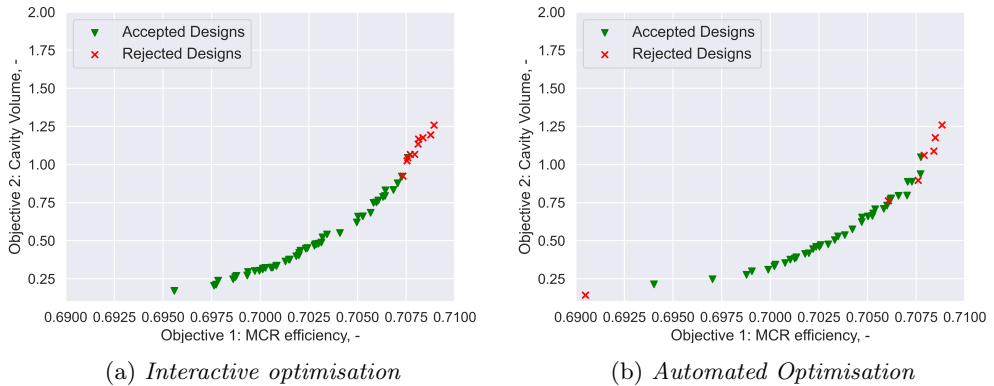 2.00
1.75
1.50
1.25
1.00
0.75
0.50
0.25
Objective 2: Cavity Volume, -
Accepted Designs
Rejected Designs
0.6900 0.6925 0.6950 0.6975 0.7000 0.7025 0.7050 0.7075 0.7100
Objective 1: MCR efficiency, -
(a) Interactive optimisation
2.00
1.75
1.50
1.25
1.00
0.75
0.50
0.25
Objective 2: Cavity Volume, -
Accepted Designs
Rejected Designs
0.6900 0.6925 0.6950 0.6975 0.7000 0.7025 0.7050 0.7075 0.7100
Objective 1: MCR efficiency, -
(b) Automated Optimisation